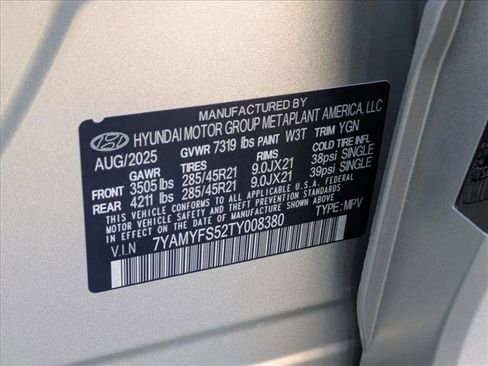 MANUFACTURED BY
HYUNDAI MOTOR GROUP METAPLANT AMERICA, LLC
AUG/2025 GVWR 7319 lbs PAINT W3T TRIM YGN
GAWR TIRES RIMS COLD TIRE INFL.
FRONT 3505 lbs 285/45R21 9.0JX21 38psi SINGLE
REAR 4211 lbs 285/45R21 9.0JX21 39psi SINGLE
THIS VEHICLE CONFORMS TO ALL APPLICABLE U.S.A. FEDERAL
MOTOR VEHICLE SAFETY, BUMPER, AND THEFT PREVENTION STANDARDS
IN EFFECT ON THE DATE OF MANUFACTURE SHOWN ABOVE.
V.I.N 7YAMYFS52TY008380 TYPE: MPV